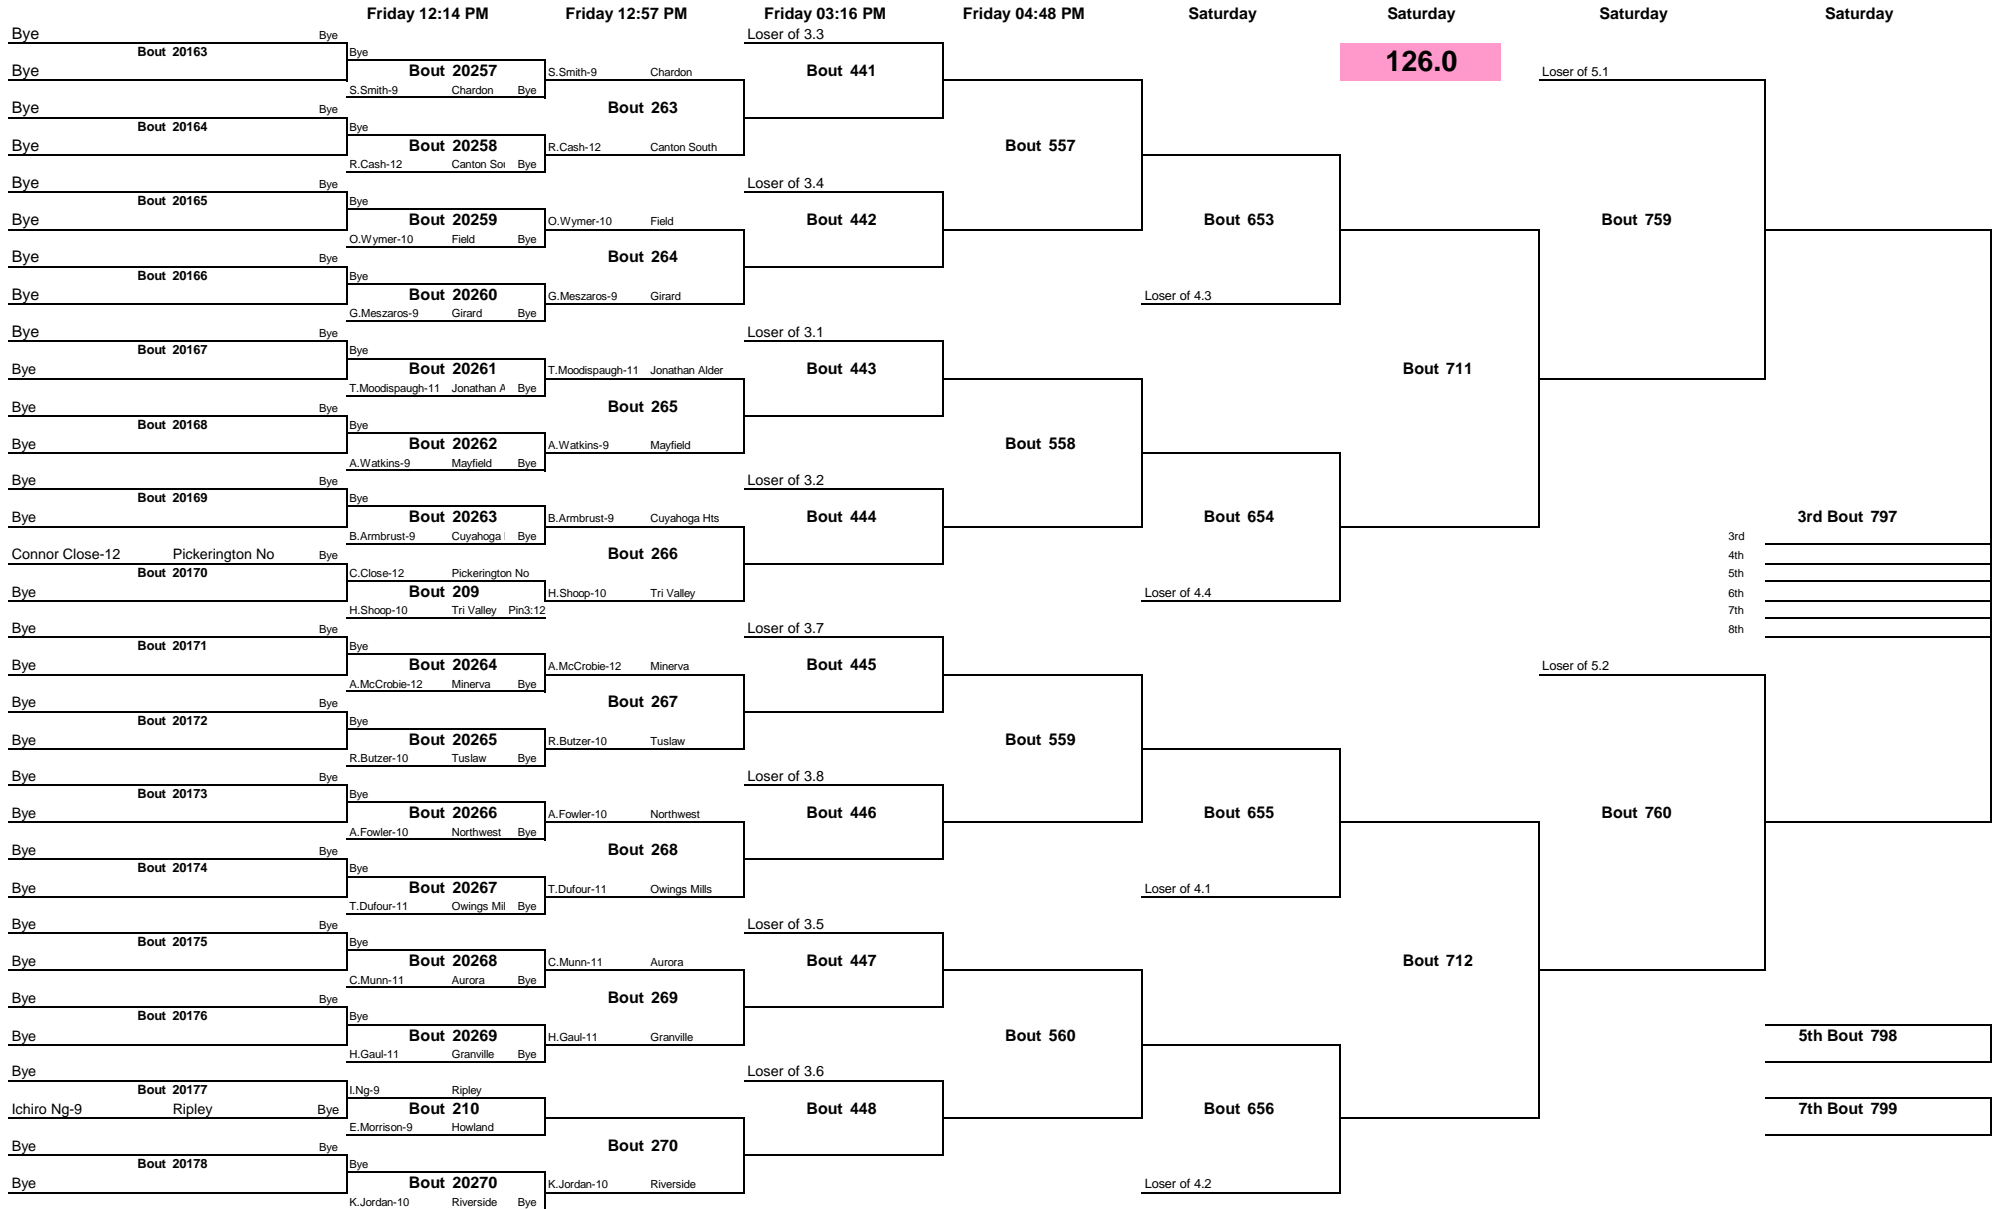 Friday 12:14 PM Friday 12:57 PM Friday 03:16 PM Friday 04:48 PM Saturday Saturday Saturday Saturday
126.0
Bye Bye
Bout 20163
Bye
Bye Bye
Bout 20164
Bye
Bye Bye
Bout 20165
Bye
Bye Bye
Bout 20166
Bye
Bye Bye
Bout 20167
Bye
Bye Bye
Bout 20168
Bye
Bye Bye
Bout 20169
Bye
Connor Close-12 Pickerington No Bye
Bout 20170
Bye
Bye Bye
Bout 20171
Bye
Bye Bye
Bout 20172
Bye
Bye Bye
Bout 20173
Bye
Bye Bye
Bout 20174
Bye
Bye Bye
Bout 20175
Bye
Bye Bye
Bout 20176
Bye
Bye
Bout 20177
Ichiro Ng-9 Ripley Bye
Bye Bye
Bout 20178
Bye
Bye
Bout 20257
S.Smith-9 Chardon Bye
Bye
Bout 20258
R.Cash-12 Canton Sou Bye
Bye
Bout 20259
O.Wymer-10 Field Bye
Bye
Bout 20260
G.Meszaros-9 Girard Bye
Bye
Bout 20261
T.Moodispaugh-11 Jonathan A Bye
Bye
Bout 20262
A.Watkins-9 Mayfield Bye
Bye
Bout 20263
B.Armbrust-9 Cuyahoga Bye
C.Close-12 Pickerington No
Bout 209
H.Shoop-10 Tri Valley Pin3:12
Bye
Bout 20264
A.McCrobie-12 Minerva Bye
Bye
Bout 20265
R.Butzer-10 Tuslaw Bye
Bye
Bout 20266
A.Fowler-10 Northwest Bye
Bye
Bout 20267
T.Dufour-11 Owings Mil Bye
Bye
Bout 20268
C.Munn-11 Aurora Bye
Bye
Bout 20269
H.Gaul-11 Granville Bye
I.Ng-9 Ripley
Bout 210
E.Morrison-9 Howland
Bye
Bout 20270
K.Jordan-10 Riverside Bye
S.Smith-9 Chardon
Bout 263
R.Cash-12 Canton South
O.Wymer-10 Field
Bout 264
G.Meszaros-9 Girard
T.Moodispaugh-11 Jonathan Alder
Bout 265
A.Watkins-9 Mayfield
B.Armbrust-9 Cuyahoga Hts
Bout 266
H.Shoop-10 Tri Valley
A.McCrobie-12 Minerva
Bout 267
R.Butzer-10 Tuslaw
A.Fowler-10 Northwest
Bout 268
T.Dufour-11 Owings Mills
C.Munn-11 Aurora
Bout 269
H.Gaul-11 Granville
Bout 270
K.Jordan-10 Riverside
Loser of 3.3
Bout 441
Loser of 3.4
Bout 442
Loser of 3.1
Bout 443
Loser of 3.2
Bout 444
Loser of 3.7
Bout 445
Loser of 3.8
Bout 446
Loser of 3.5
Bout 447
Loser of 3.6
Bout 448
Bout 557
Bout 558
Bout 559
Bout 560
Bout 653
Loser of 4.3
Bout 654
Loser of 4.4
Bout 655
Loser of 4.1
Bout 656
Loser of 4.2
Bout 711
Bout 712
Loser of 5.1
Bout 759
Loser of 5.2
Bout 760
3rd Bout 797
3rd
4th
5th
6th
7th
8th
5th Bout 798
7th Bout 799